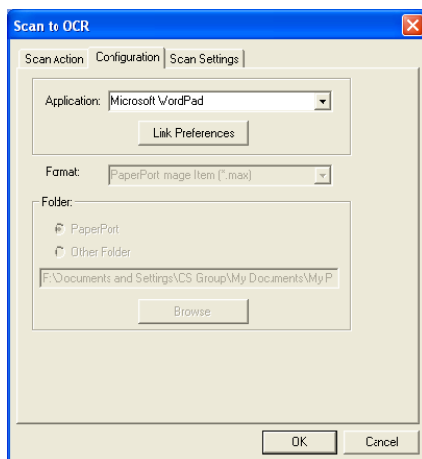 Scan to OCR
Scan Action Configuration Scan Settings
Application: Microsoft WordPad
Link Preferences
Format: PaperPort mage Item (*.max)
Folder:
PaperPort
Other Folder
F:\Documents and Settings\CS Group\My Documents\My P
Browse
OK Cancel